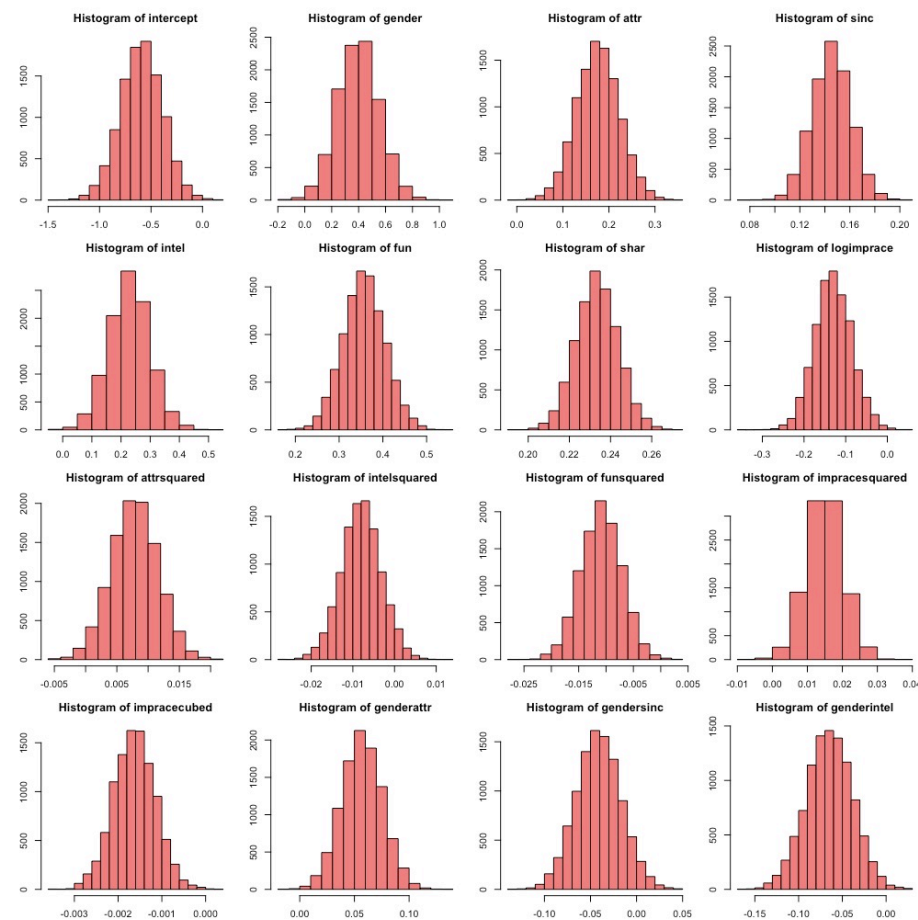 Histogram of intercept Histogram of gender Histogram of attr Histogram of sinc
0 500 1000 1500
-1.5 -1.0 -0.5 0.0
0 500 1000 1500 2000 2500
-0.2 0.0 0.2 0.4 0.6 0.8 1.0
0 500 1000 1500
0.0 0.1 0.2 0.3
0 500 1000 1500 2000 2500
0.08 0.12 0.16 0.20
Histogram of intel Histogram of fun Histogram of shar Histogram of logimprace
0 500 1000 2000
0.0 0.1 0.2 0.3 0.4 0.5
0 500 1000 1500
0.2 0.3 0.4 0.5
0 500 1000 1500 2000
0.20 0.22 0.24 0.26
0 500 1000 1500
-0.3 -0.2 -0.1 0.0
Histogram of attrsquared Histogram of intelsquared Histogram of funsquared Histogram of impracesquared
0 500 1000 1500 2000
-0.005 0.005 0.015
0 500 1000 1500
-0.02 -0.01 0.00 0.01
0 500 1000 1500 2000
-0.025 -0.015 -0.005 0.005
0 500 1500 2500
-0.01 0.00 0.01 0.02 0.03 0.04
Histogram of impracecubed Histogram of genderattr Histogram of gendersinc Histogram of genderintel
0 500 1000 1500
-0.003 -0.002 -0.001 0.000
0 500 1000 1500 2000
0.00 0.05 0.10
0 500 1000 1500
-0.10 -0.05 0.00 0.05
0 500 1000 1500
-0.15 -0.10 -0.05 0.00